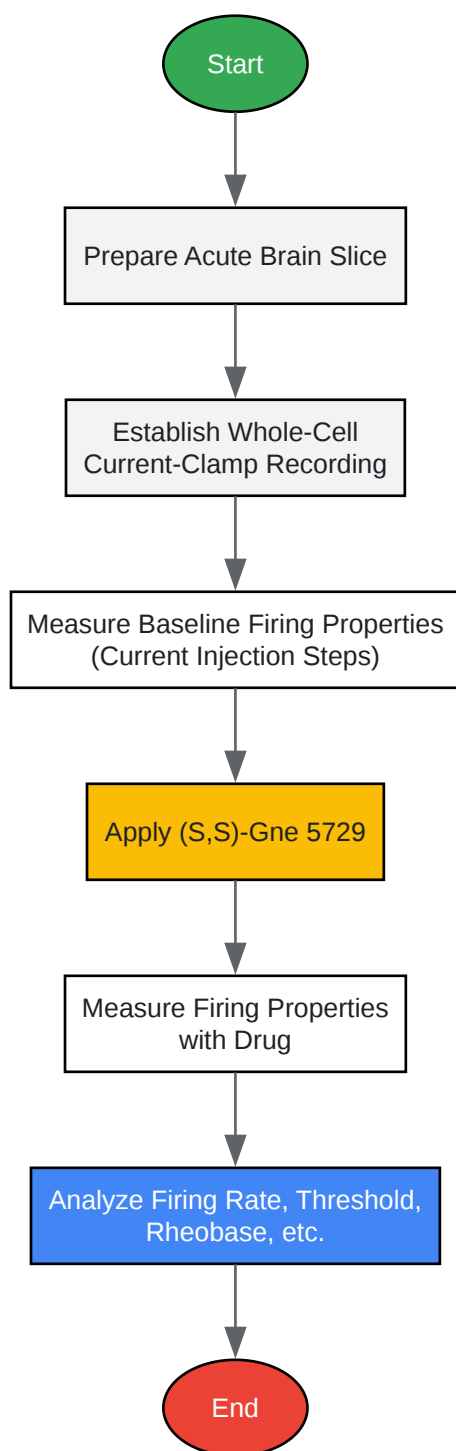 Start
Prepare Acute Brain Slice
Establish Whole-Cell
Current-Clamp Recording
Measure Baseline Firing Properties
(Current Injection Steps)
Apply (S,S)-Gne 5729
Measure Firing Properties
with Drug
Analyze Firing Rate, Threshold,
Rheobase, etc.
End